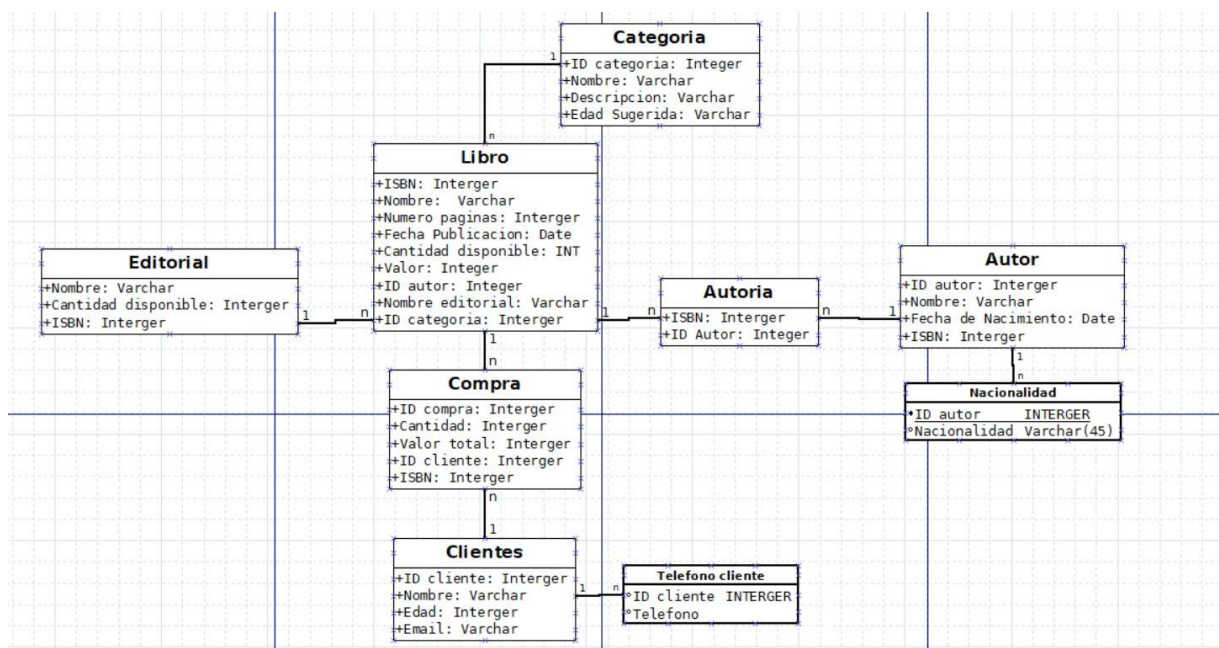 Categoria
+ID categoria: Integer
+Nombre: Varchar
+Descripcion: Varchar
+Edad Sugerida: Varchar
1
n
Libro
+ISBN: Interger
+Nombre: Varchar
+Numero paginas: Interger
+Fecha Publicacion: Date
+Cantidad disponible: INT
+Valor: Integer
+ID autor: Integer
+Nombre editorial: Varchar
+ID categoria: Interger
Editorial
+Nombre: Varchar
+Cantidad disponible: Interger
+ISBN: Interger
1
n
1
n
Autoria
+ISBN: Interger
+ID Autor: Integer
n
1
Autor
+ID autor: Interger
+Nombre: Varchar
+Fecha de Nacimiento: Date
+ISBN: Interger
1
n
Nacionalidad
ID autor INTERGER
Nacionalidad Varchar(45)
1
n
Compra
+ID compra: Interger
+Cantidad: Interger
+Valor total: Interger
+ID cliente: Interger
+ISBN: Interger
n
1
Clientes
+ID cliente: Interger
+Nombre: Varchar
+Edad: Interger
+Email: Varchar
1
n
Telefono cliente
ID cliente INTERGER
Telefono